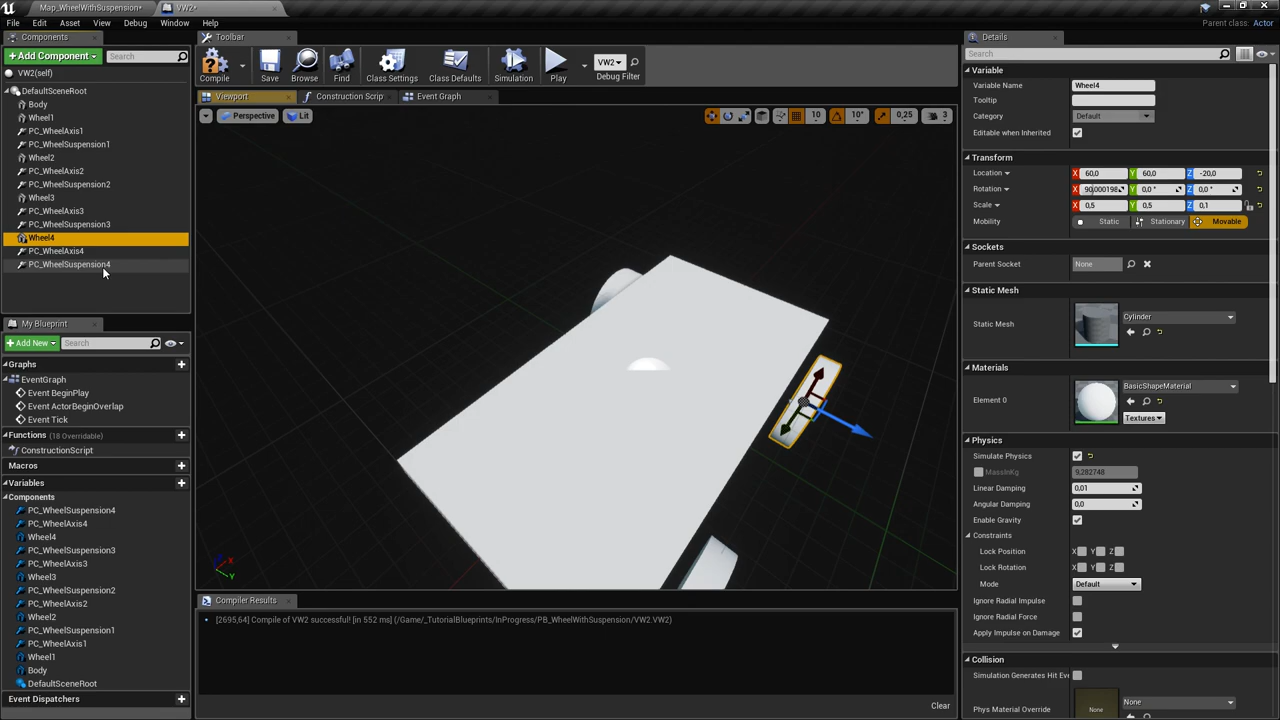 Map_WheelWithSuspension*
VW2*
File Edit Asset View Debug Window Help
Parent class: Actor
Components
+Add Component
Search
VW2(self)
DefaultSceneRoot
Body
Wheel1
PC_WheelAxis1
PC_WheelSuspension1
Wheel2
PC_WheelAxis2
PC_WheelSuspension2
Wheel3
PC_WheelAxis3
PC_WheelSuspension3
Wheel4
PC_WheelAxis4
PC_WheelSuspension4
My Blueprint
+Add New
Search
Graphs
EventGraph
Event BeginPlay
Event ActorBeginOverlap
Event Tick
Functions (18 Overridable)
ConstructionScript
Macros
Variables
Components
PC_WheelSuspension4
PC_WheelAxis4
Wheel4
PC_WheelSuspension3
PC_WheelAxis3
Wheel3
PC_WheelSuspension2
PC_WheelAxis2
Wheel2
PC_WheelSuspension1
PC_WheelAxis1
Wheel1
Body
DefaultSceneRoot
Event Dispatchers
Toolbar
Compile
Save
Browse
Find
Class Settings
Class Defaults
Simulation
Play
VW2
Debug Filter
Viewport
Construction Scrip
Event Graph
Perspective
Lit
10
10°
0,25
3
X
Y
Z
Compiler Results
[2695,64] Compile of VW2 successful! [in 552 ms] (/Game/_TutorialBlueprints/InProgress/PB_WheelWithSuspension/VW2.VW2)
Clear
Details
Search
Variable
Variable Name Wheel4
Tooltip
Category Default
Editable when Inherited
Transform
Location X 60,0 Y 60,0 Z -20,0
Rotation X 90,000198 Y 0,0 ° Z 0,0 °
Scale X 0,5 Y 0,5 Z 0,1
Mobility Static Stationary Movable
Sockets
Parent Socket None
Static Mesh
Static Mesh Cylinder
Materials
Element 0 BasicShapeMaterial
Textures
Physics
Simulate Physics
MassInKg 9,282748
Linear Damping 0,01
Angular Damping 0,0
Enable Gravity
Constraints
Lock Position X Y Z
Lock Rotation X Y Z
Mode Default
Ignore Radial Impulse
Ignore Radial Force
Apply Impulse on Damage
Collision
Simulation Generates Hit Eve
Phys Material Override None
None